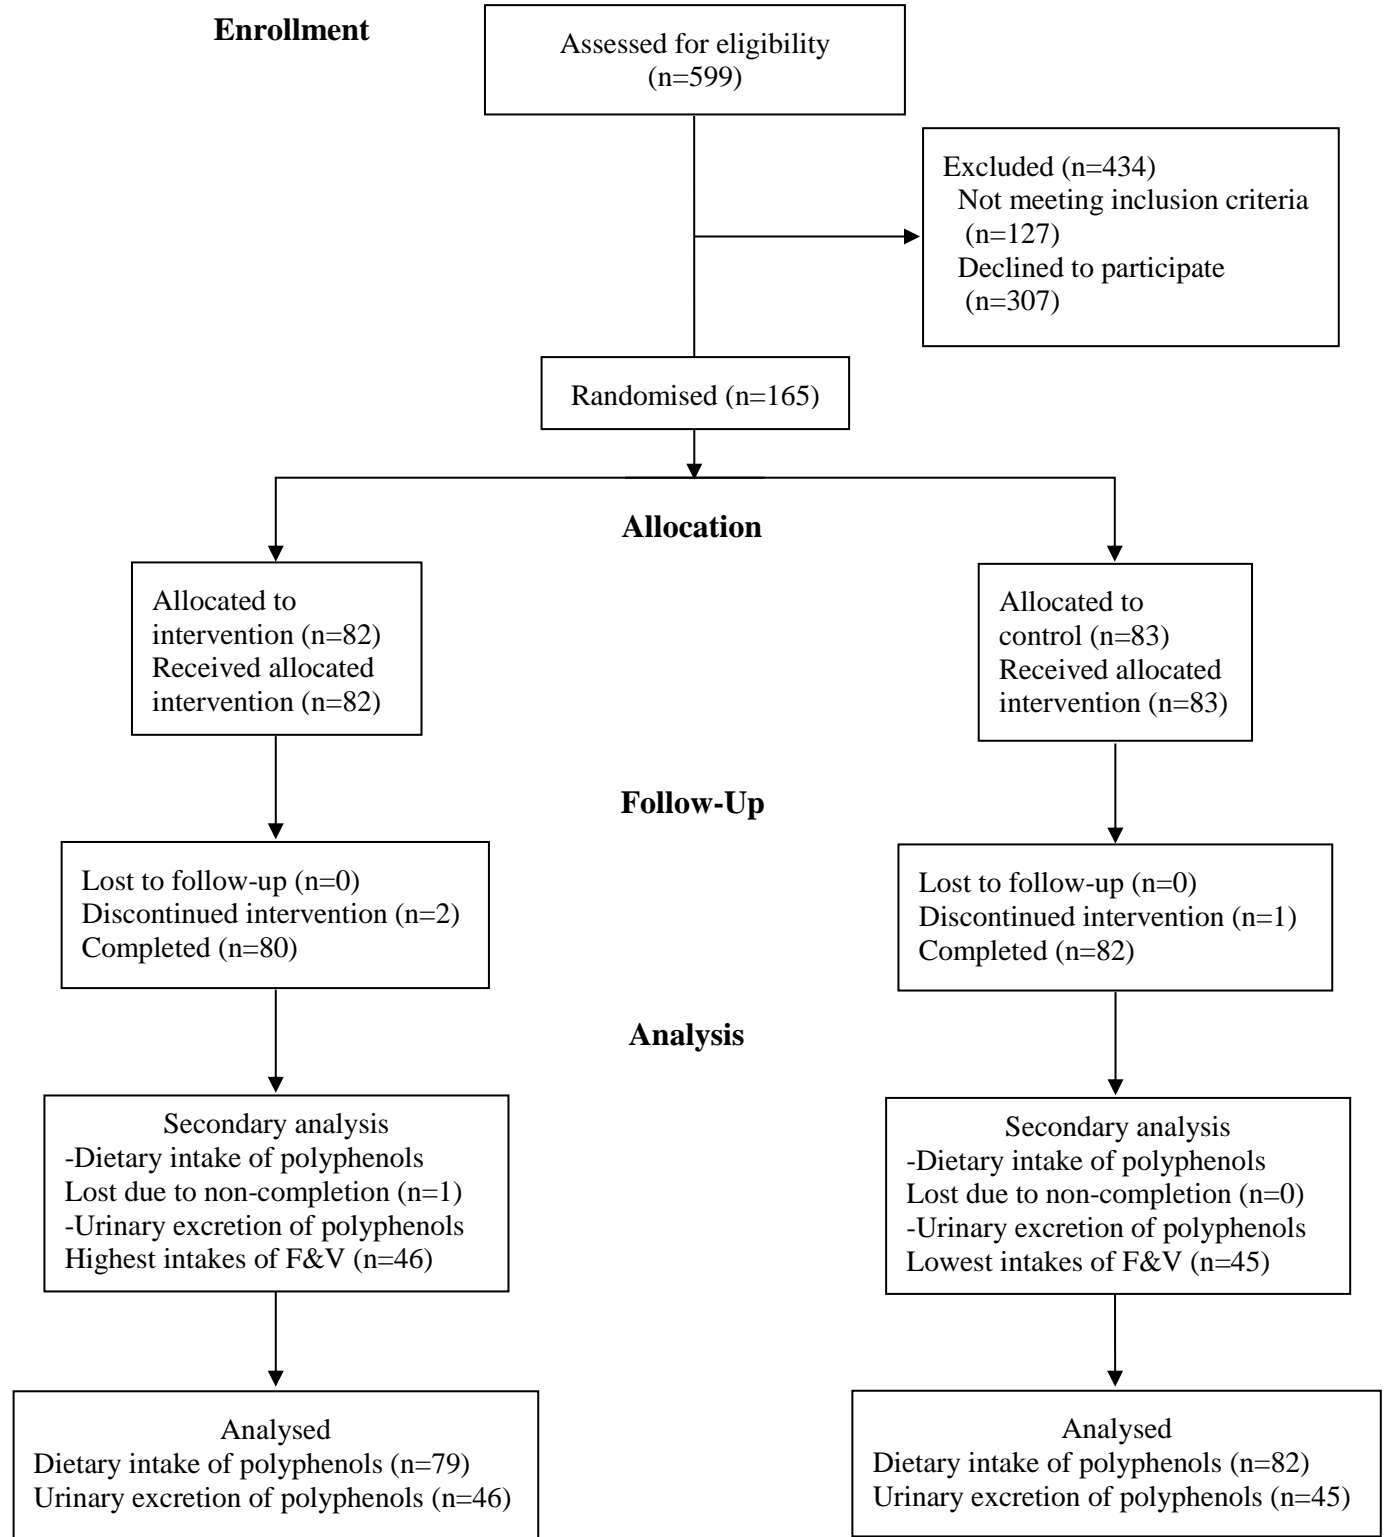 Enrollment
Assessed for eligibility
(n=599)
Excluded (n=434)
Not meeting inclusion criteria
(n=127)
Declined to participate
(n=307)
Randomised (n=165)
Allocation
Allocated to
intervention (n=82)
Received allocated
intervention (n=82)
Allocated to
control (n=83)
Received allocated
intervention (n=83)
Follow-Up
Lost to follow-up (n=0)
Discontinued intervention (n=2)
Completed (n=80)
Lost to follow-up (n=0)
Discontinued intervention (n=1)
Completed (n=82)
Analysis
Secondary analysis
-Dietary intake of polyphenols
Lost due to non-completion (n=1)
-Urinary excretion of polyphenols
Highest intakes of F&V (n=46)
Secondary analysis
-Dietary intake of polyphenols
Lost due to non-completion (n=0)
-Urinary excretion of polyphenols
Lowest intakes of F&V (n=45)
Analysed
Dietary intake of polyphenols (n=79)
Urinary excretion of polyphenols (n=46)
Analysed
Dietary intake of polyphenols (n=82)
Urinary excretion of polyphenols (n=45)